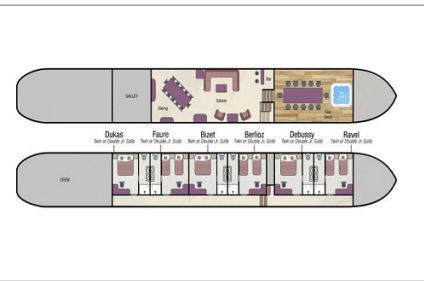 GALLEY
Dining
Salon
Bar
Sun
Deck
Dukas
Twin or Double Jr. Suite
Faure
Twin or Double Jr. Suite
Bizet
Twin or Double Jr. Suite
Berlioz
Twin or Double Jr. Suite
Debussy
Twin or Double Jr. Suite
Ravel
Twin or Double Jr. Suite
CREW